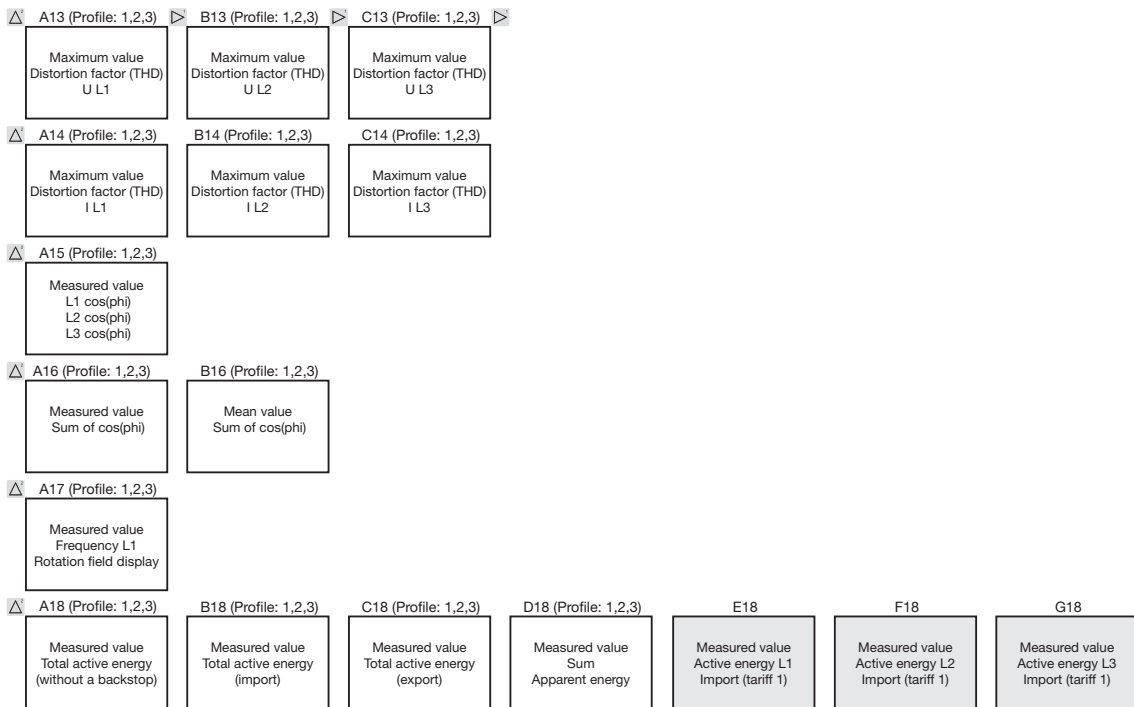 A13 (Profile: 1,2,3) B13 (Profile: 1,2,3) C13 (Profile: 1,2,3)
Maximum value
Distortion factor (THD)
U L1
Maximum value
Distortion factor (THD)
U L2
Maximum value
Distortion factor (THD)
U L3
A14 (Profile: 1,2,3) B14 (Profile: 1,2,3) C14 (Profile: 1,2,3)
Maximum value
Distortion factor (THD)
I L1
Maximum value
Distortion factor (THD)
I L2
Maximum value
Distortion factor (THD)
I L3
A15 (Profile: 1,2,3)
Measured value
L1 cos(phi)
L2 cos(phi)
L3 cos(phi)
A16 (Profile: 1,2,3) B16 (Profile: 1,2,3)
Measured value
Sum of cos(phi)
Mean value
Sum of cos(phi)
A17 (Profile: 1,2,3)
Measured value
Frequency L1
Rotation field display
A18 (Profile: 1,2,3) B18 (Profile: 1,2,3) C18 (Profile: 1,2,3) D18 (Profile: 1,2,3) E18 F18 G18
Measured value
Total active energy
(without a backstop)
Measured value
Total active energy
(import)
Measured value
Total active energy
(export)
Measured value
Sum
Apparent energy
Measured value
Active energy L1
Import (tariff 1)
Measured value
Active energy L2
Import (tariff 1)
Measured value
Active energy L3
Import (tariff 1)